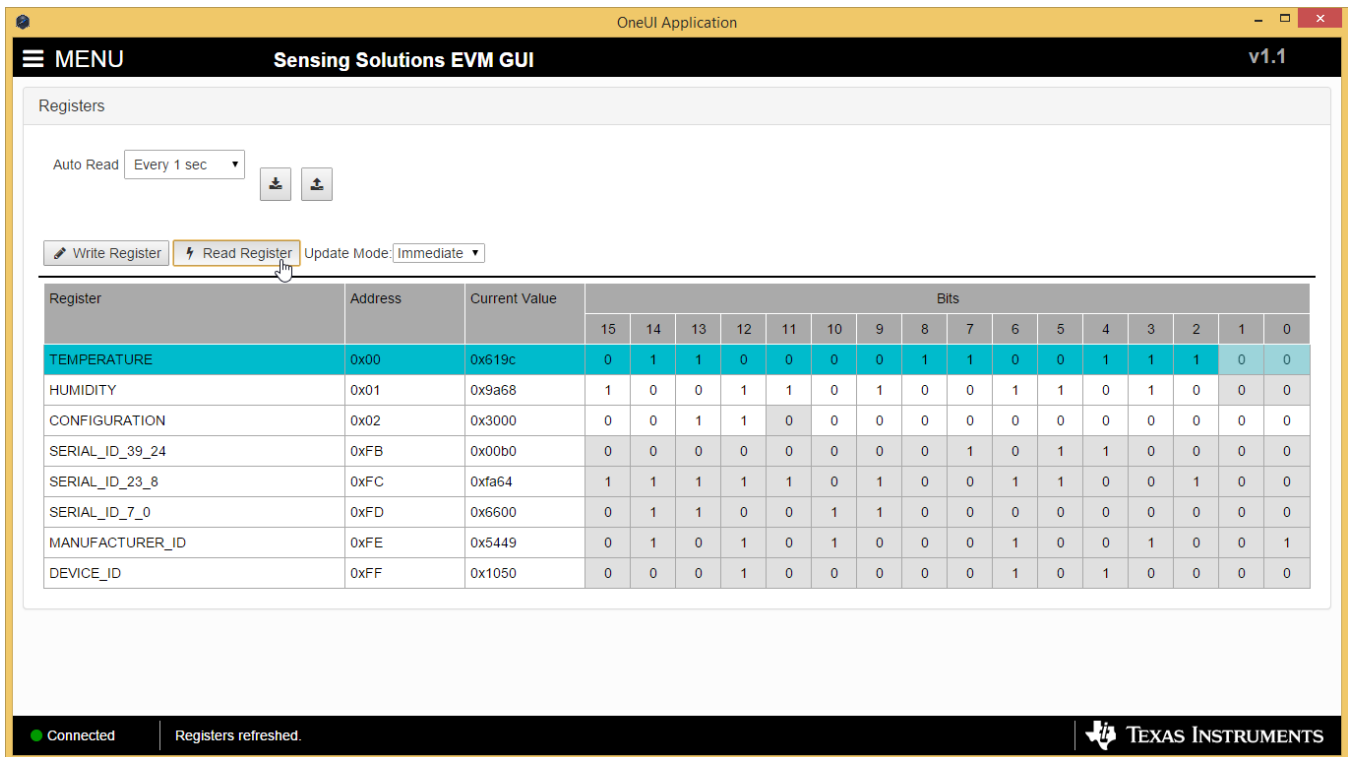 OneUI Application
MENU Sensing Solutions EVM GUI v1.1
Registers
Auto Read Every 1 sec
Write Register Read Register Update Mode: Immediate
Register Address Current Value Bits
15 14 13 12 11 10 9 8 7 6 5 4 3 2 1 0
TEMPERATURE 0x00 0x619c 0 1 1 0 0 0 0 1 1 0 0 1 1 1 0 0
HUMIDITY 0x01 0x9a68 1 0 0 1 1 0 1 0 0 1 1 0 1 0 0 0
CONFIGURATION 0x02 0x3000 0 0 1 1 0 0 0 0 0 0 0 0 0 0 0 0
SERIAL_ID_39_24 0xFB 0x00b0 0 0 0 0 0 0 0 0 1 0 1 1 0 0 0 0
SERIAL_ID_23_8 0xFC 0xfa64 1 1 1 1 1 0 1 0 0 1 1 0 0 1 0 0
SERIAL_ID_7_0 0xFD 0x6600 0 1 1 0 0 1 1 0 0 0 0 0 0 0 0 0
MANUFACTURER_ID 0xFE 0x5449 0 1 0 1 0 1 0 0 0 1 0 0 1 0 0 1
DEVICE_ID 0xFF 0x1050 0 0 0 1 0 0 0 0 0 1 0 1 0 0 0 0
Connected Registers refreshed. TEXAS INSTRUMENTS